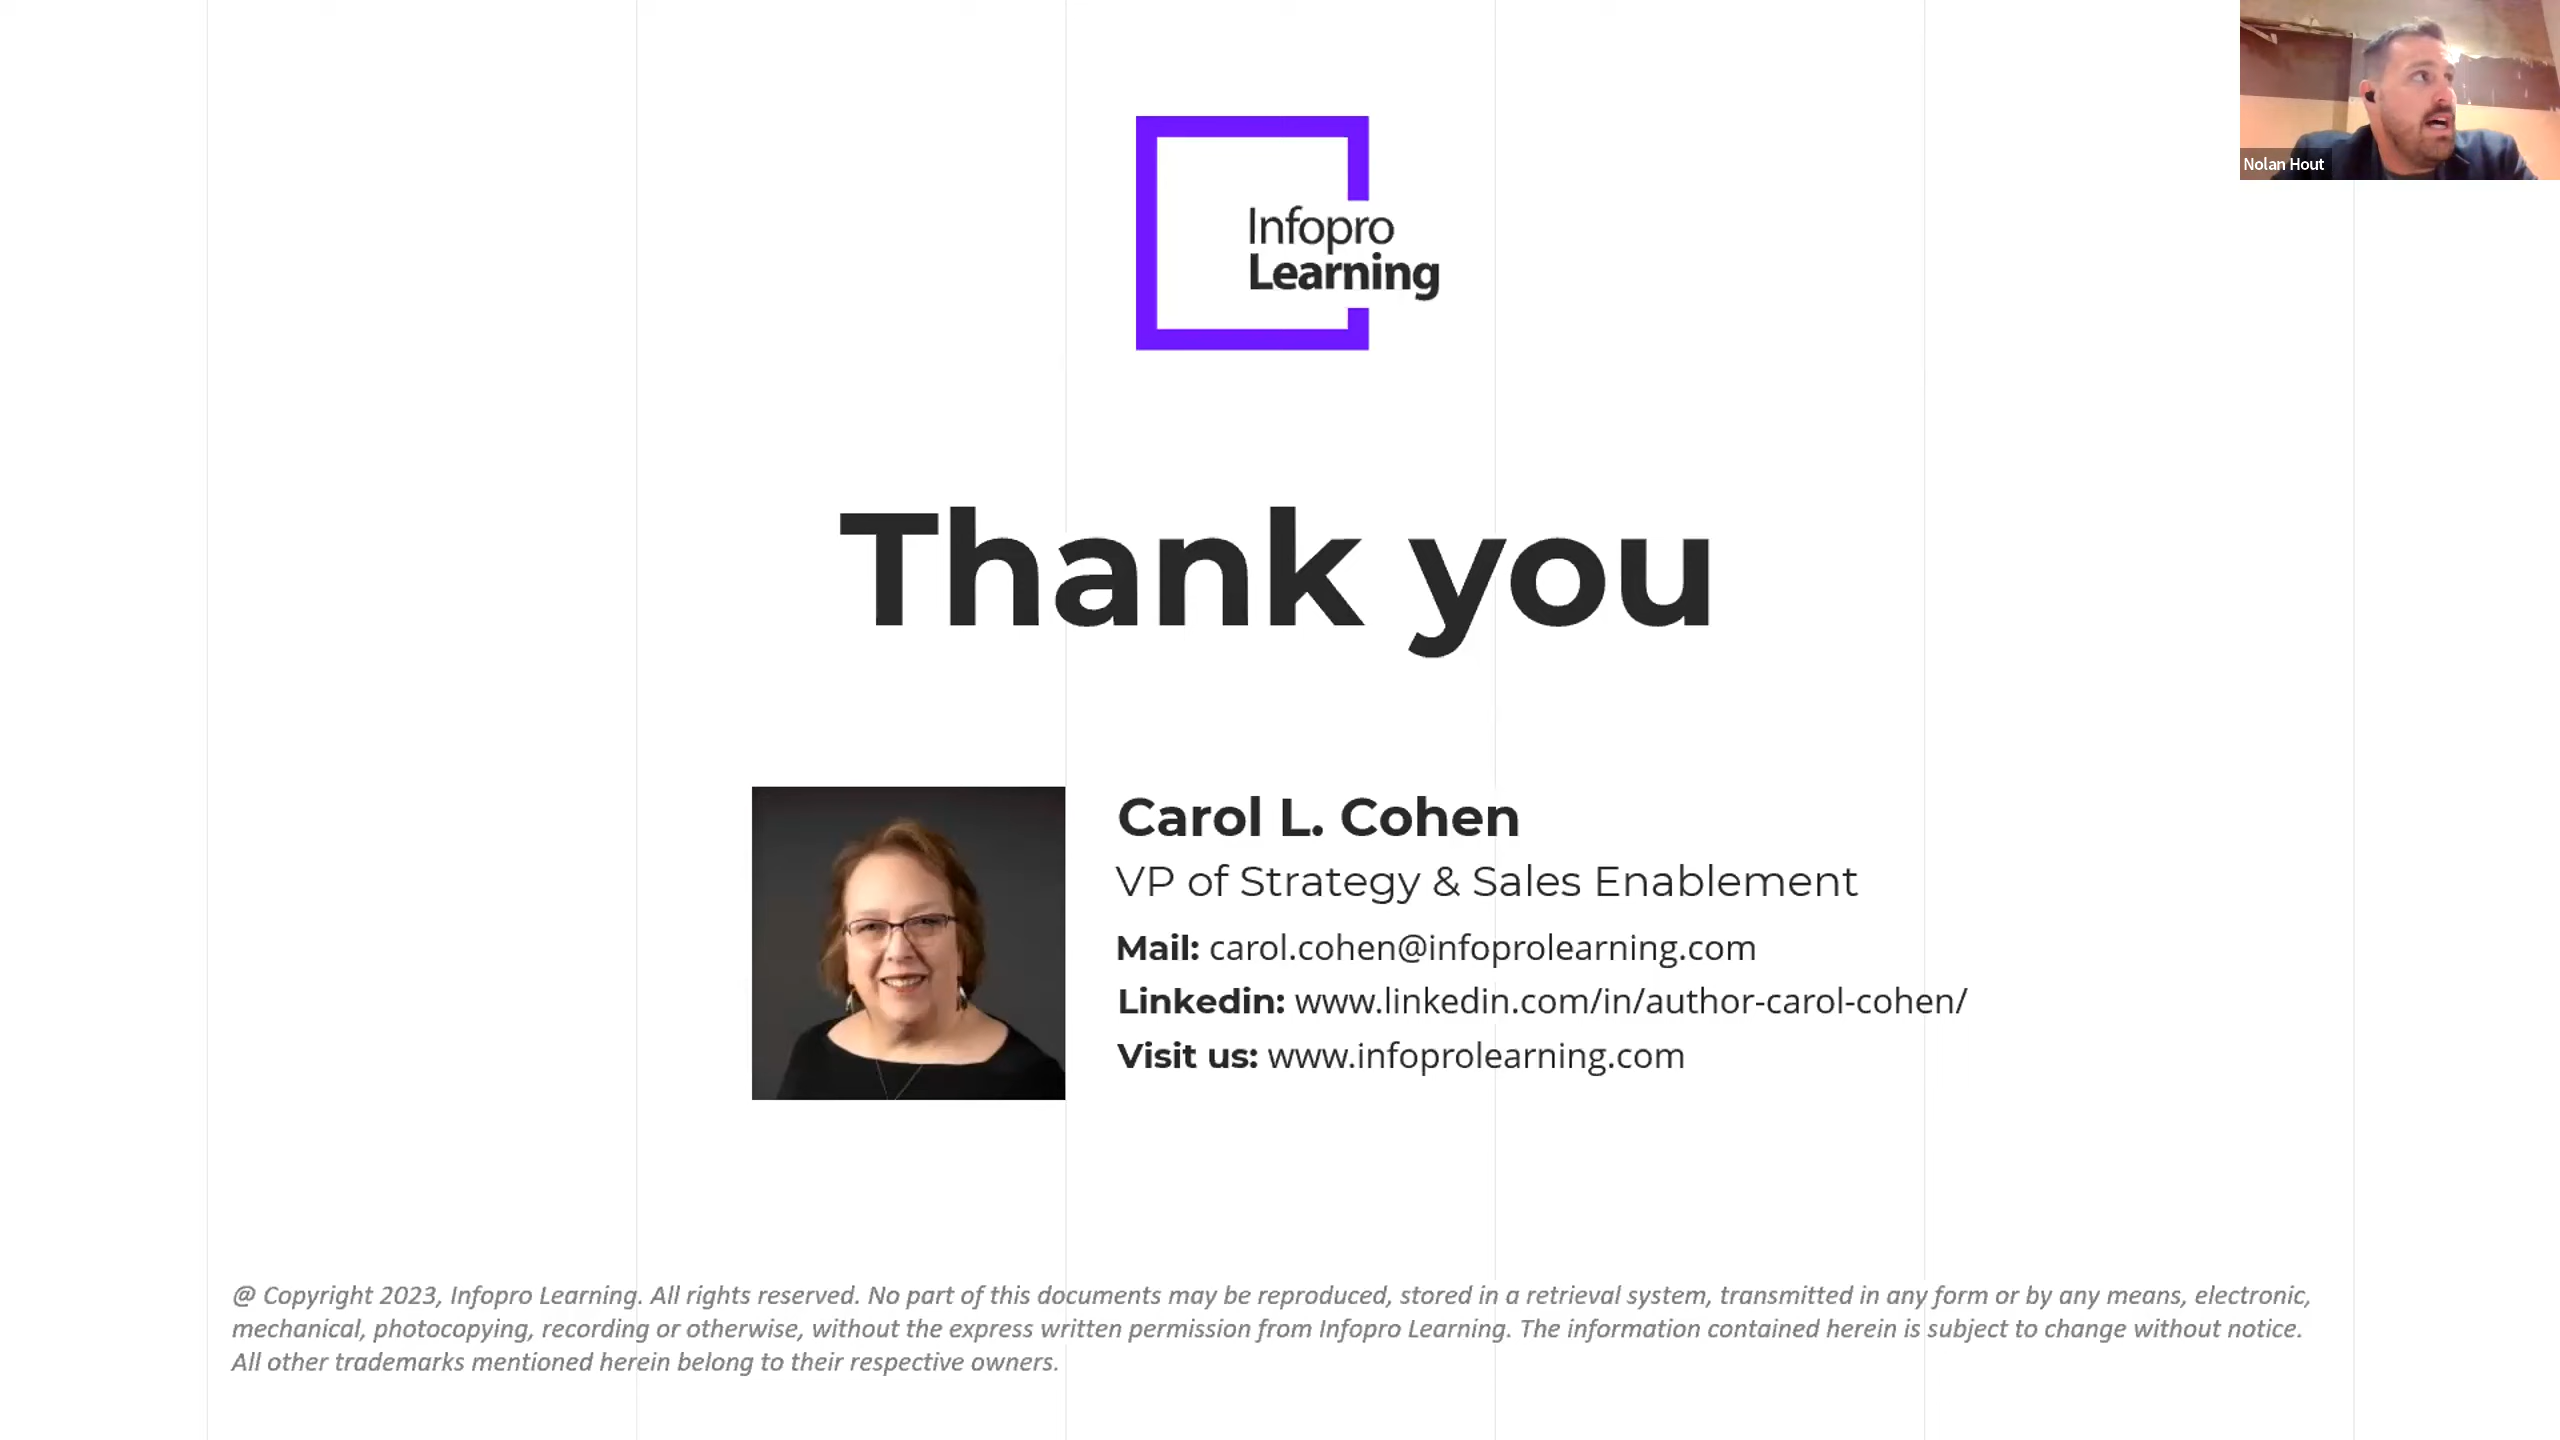 Nolan Hout
Infopro
Learning
Thank you
Carol L. Cohen
VP of Strategy & Sales Enablement
Mail: carol.cohen@infoprolearning.com
Linkedin: www.linkedin.com/in/author-carol-cohen/
Visit us: www.infoprolearning.com
@ Copyright 2023, Infopro Learning. All rights reserved. No part of this documents may be reproduced, stored in a retrieval system, transmitted in any form or by any means, electronic,
mechanical, photocopying, recording or otherwise, without the express written permission from Infopro Learning. The information contained herein is subject to change without notice.
All other trademarks mentioned herein belong to their respective owners.